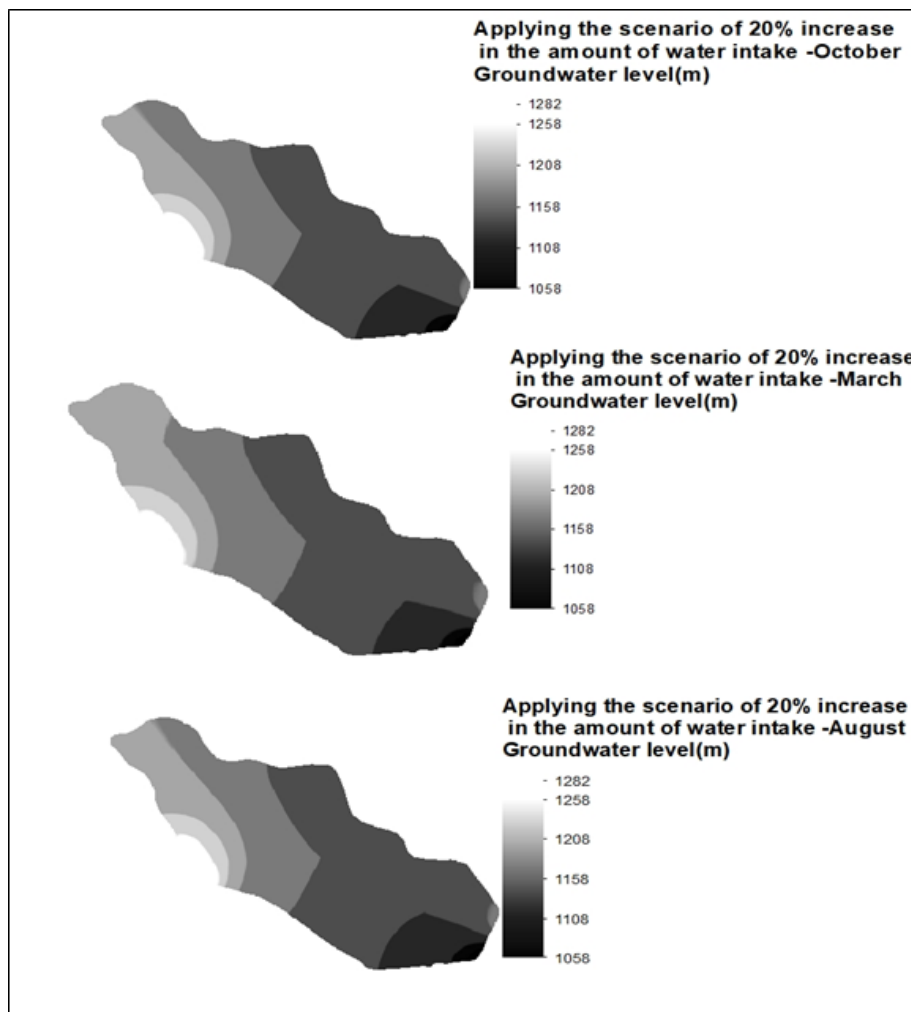 Applying the scenario of 20% increase
in the amount of water intake -October
Groundwater level(m)
1282
1258
1208
1158
1108
1058
Applying the scenario of 20% increase
in the amount of water intake -March
Groundwater level(m)
1282
1258
1208
1158
1108
1058
Applying the scenario of 20% increase
in the amount of water intake -August
Groundwater level(m)
1282
1258
1208
1158
1108
1058